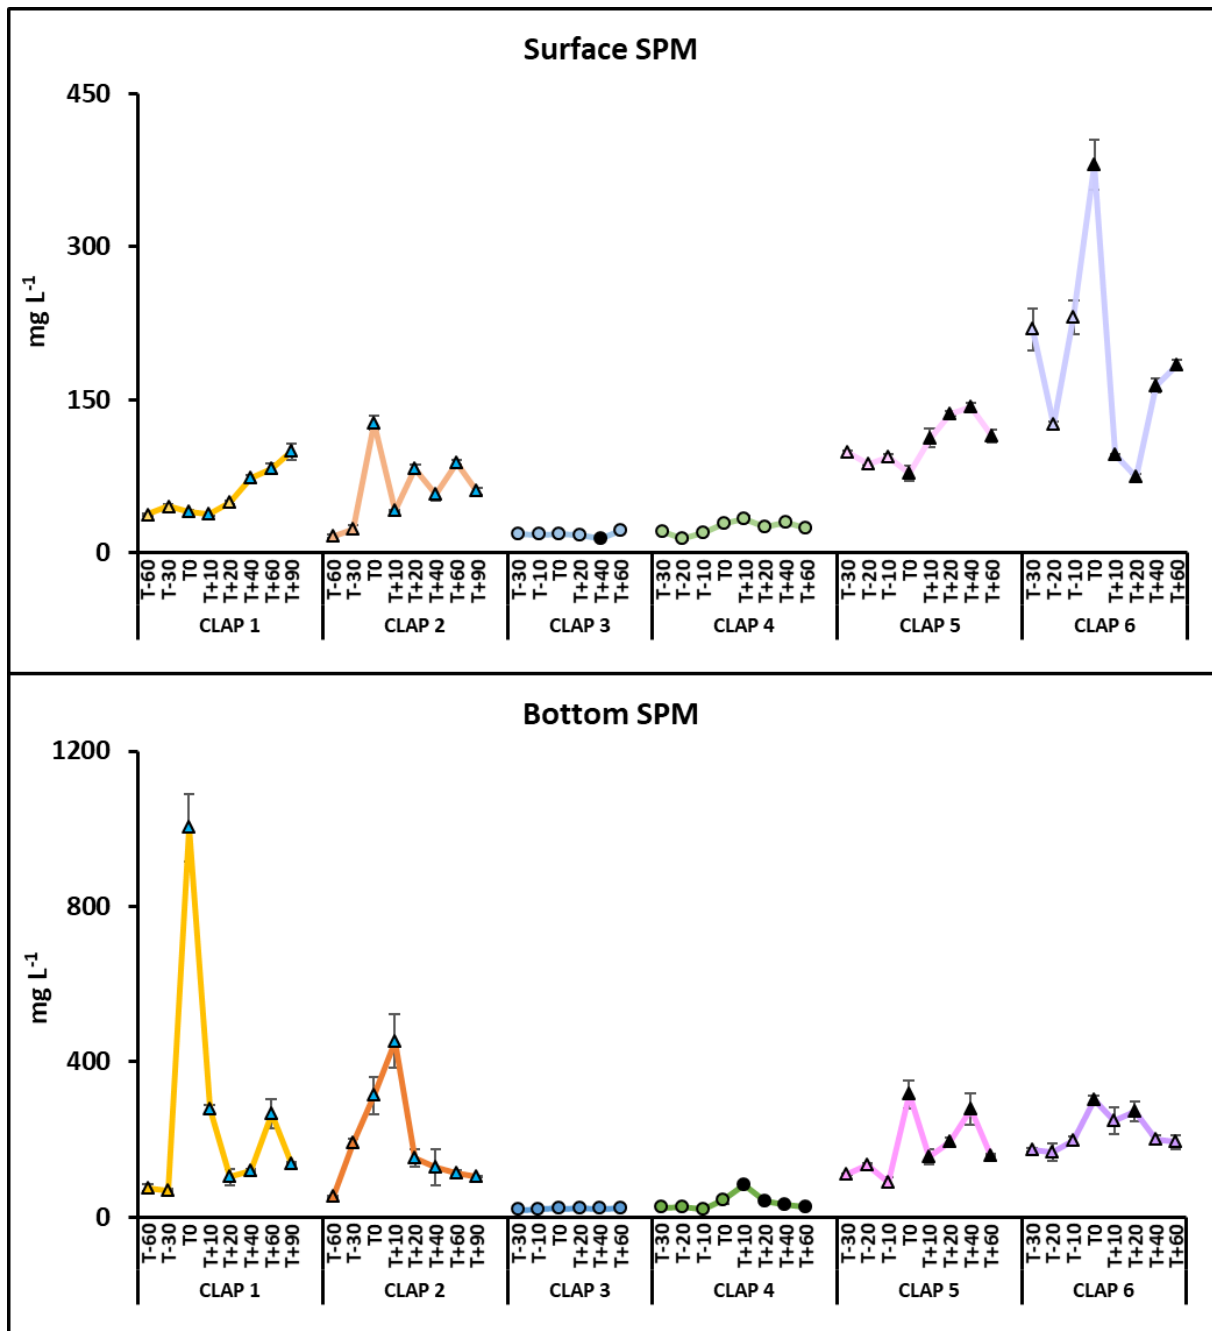 Surface SPM
450
300
150
0
mg L-1
T-60 T-30 T0 T+10 T+20 T+40 T+60 T+90 T-60 T-30 T0 T+10 T+20 T+40 T+60 T+90 T-30 T-10 T0 T+20 T+40 T+60 T-30 T-20 T-10 T0 T+10 T+20 T+40 T+60 T-30 T-20 T-10 T0 T+10 T+20 T+40 T+60 T-30 T-20 T-10 T0 T+10 T+20 T+40 T+60
CLAP 1 CLAP 2 CLAP 3 CLAP 4 CLAP 5 CLAP 6
Bottom SPM
1200
800
400
0
mg L-1
T-60 T-30 T0 T+10 T+20 T+40 T+60 T+90 T-60 T-30 T0 T+10 T+20 T+40 T+60 T+90 T-30 T-10 T0 T+20 T+40 T+60 T-30 T-20 T-10 T0 T+10 T+20 T+40 T+60 T-30 T-20 T-10 T0 T+10 T+20 T+40 T+60 T-30 T-20 T-10 T0 T+10 T+20 T+40 T+60
CLAP 1 CLAP 2 CLAP 3 CLAP 4 CLAP 5 CLAP 6